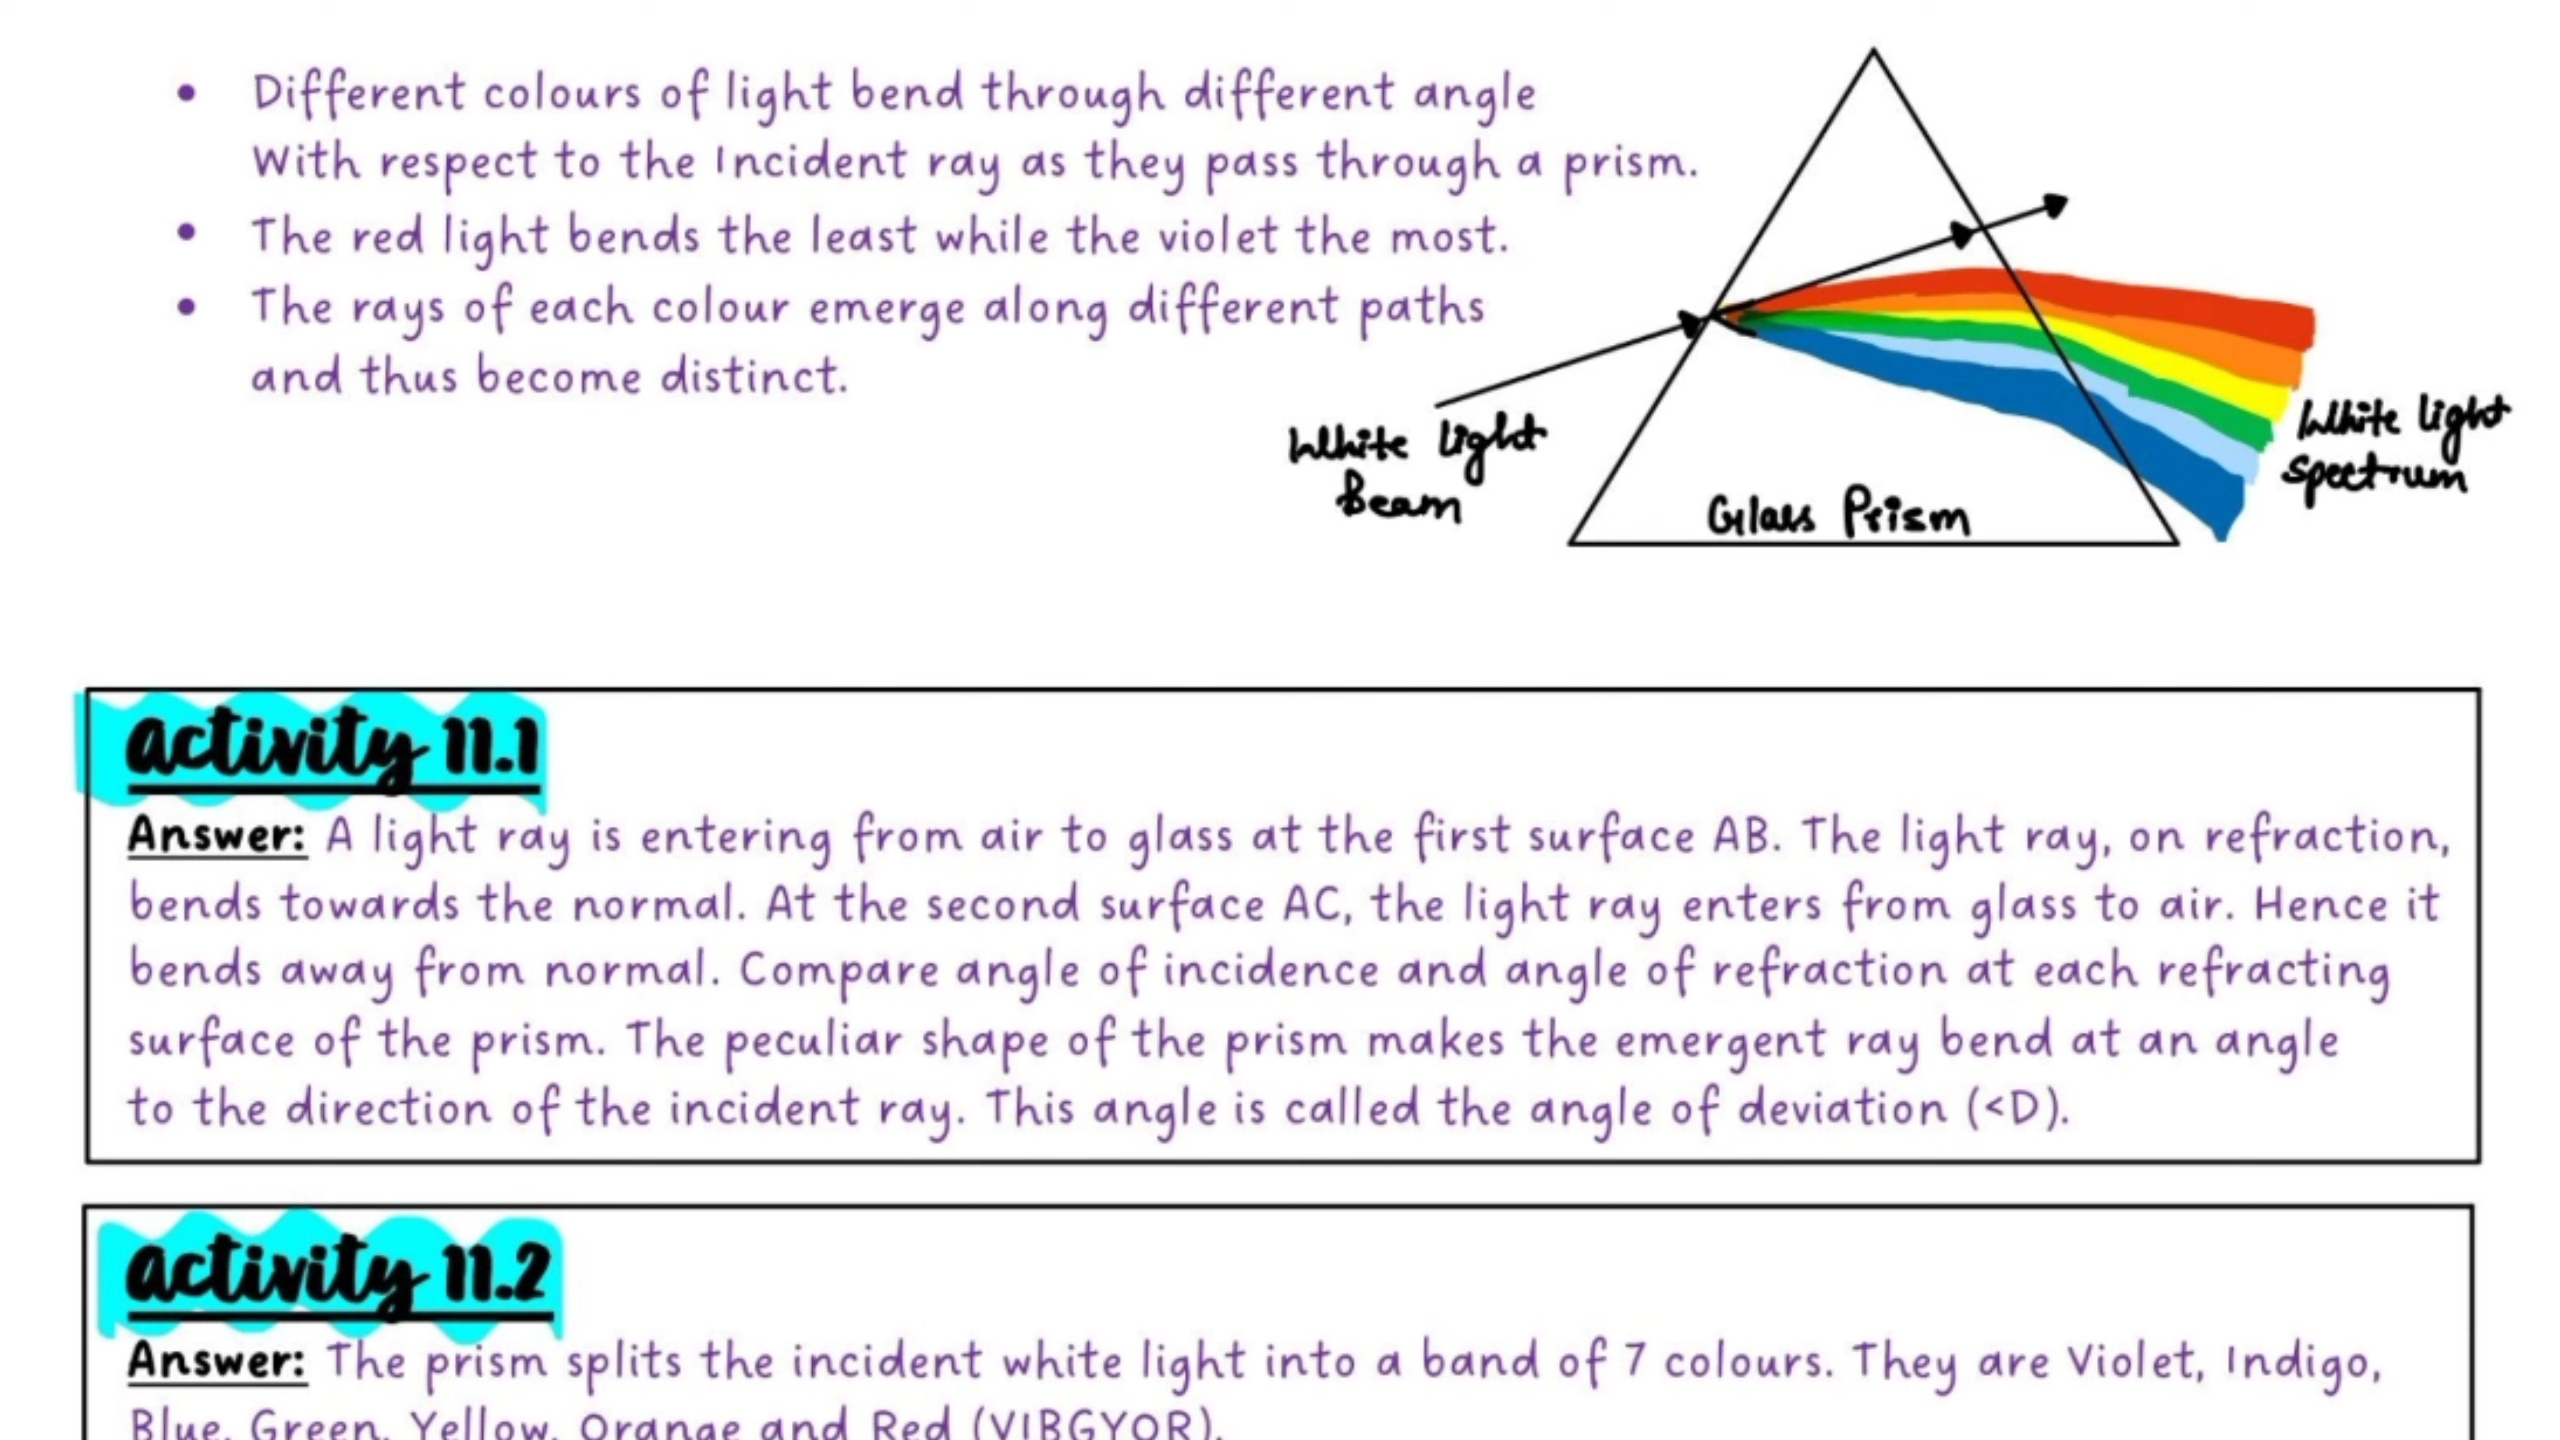 • Different colours of light bend through different angle
With respect to the Incident ray as they pass through a prism.
• The red light bends the least while the violet the most.
• The rays of each colour emerge along different paths
and thus become distinct.
White light
Beam
Glass Prism
White light
spectrum
activity 11.1
Answer: A light ray is entering from air to glass at the first surface AB. The light ray, on refraction,
bends towards the normal. At the second surface AC, the light ray enters from glass to air. Hence it
bends away from normal. Compare angle of incidence and angle of refraction at each refracting
surface of the prism. The peculiar shape of the prism makes the emergent ray bend at an angle
to the direction of the incident ray. This angle is called the angle of deviation (<D).
activity 11.2
Answer: The prism splits the incident white light into a band of 7 colours. They are Violet, Indigo,
Blue, Green, Yellow, Orange and Red (VIBGYOR).